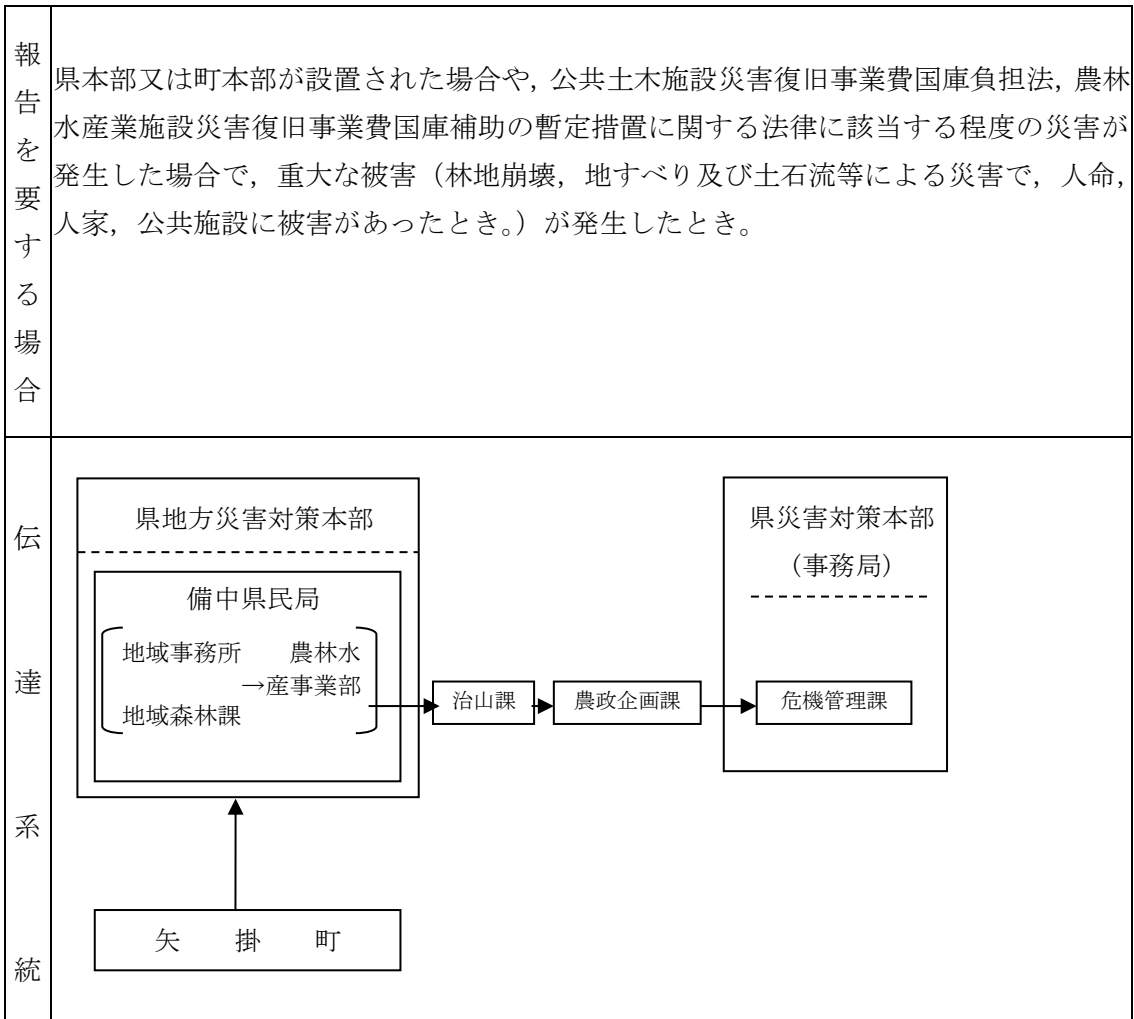 報告を要する場合
県本部又は町本部が設置された場合や，公共土木施設災害復旧事業費国庫負担法，農林
水産業施設災害復旧事業費国庫補助の暫定措置に関する法律に該当する程度の災害が
発生した場合で，重大な被害（林地崩壊，地すべり及び土石流等による災害で，人命，
人家，公共施設に被害があったとき。）が発生したとき。
伝達系統
県地方災害対策本部
備中県民局
地域事務所　　農林水
→産事業部
地域森林課
治山課
農政企画課
県災害対策本部
（事務局）
危機管理課
矢　掛　町